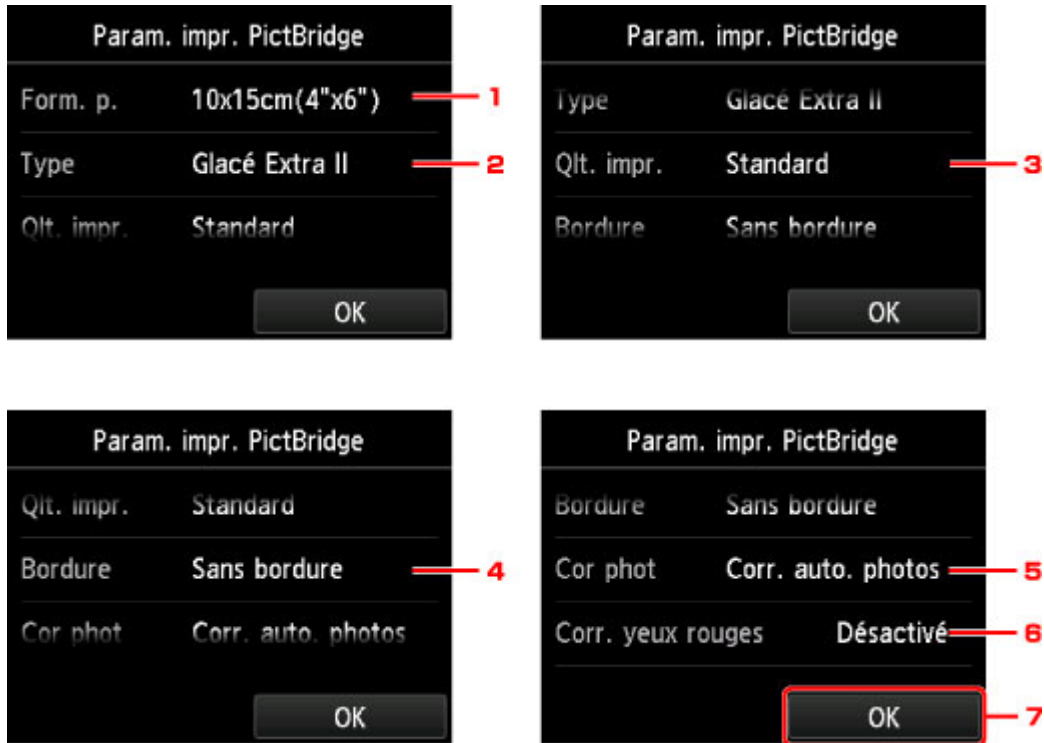 Param. impr. PictBridge
Form. p. 10x15cm(4"x6") 1
Type Glacé Extra II 2
Qlt. impr. Standard
OK
Param. impr. PictBridge
Type Glacé Extra II
Qlt. impr. Standard 3
Bordure Sans bordure
OK
Param. impr. PictBridge
Qlt. impr. Standard
Bordure Sans bordure 4
Cor phot Corr. auto. photos
OK
Param. impr. PictBridge
Bordure Sans bordure
Cor phot Corr. auto. photos 5
Corr. yeux rouges Désactivé 6
OK 7